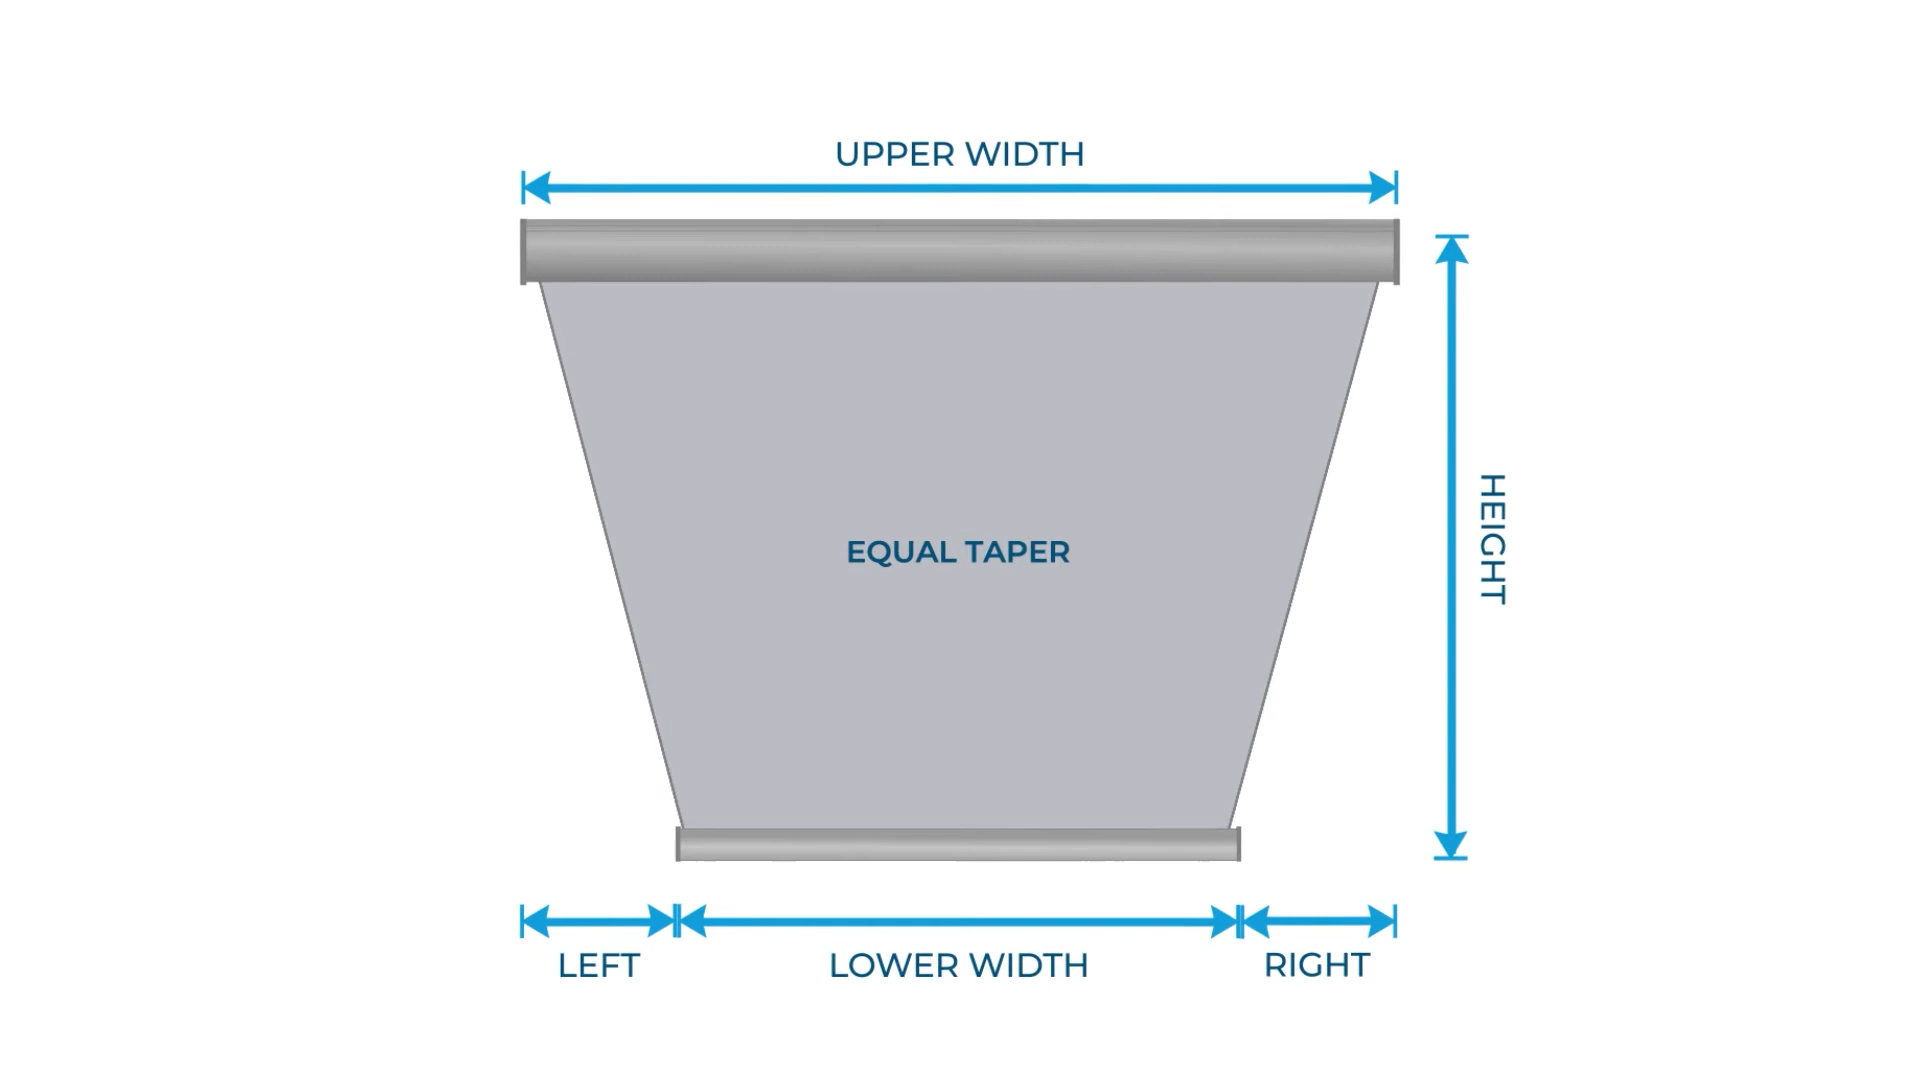 UPPER WIDTH
HEIGHT
EQUAL TAPER
LEFT
LOWER WIDTH
RIGHT